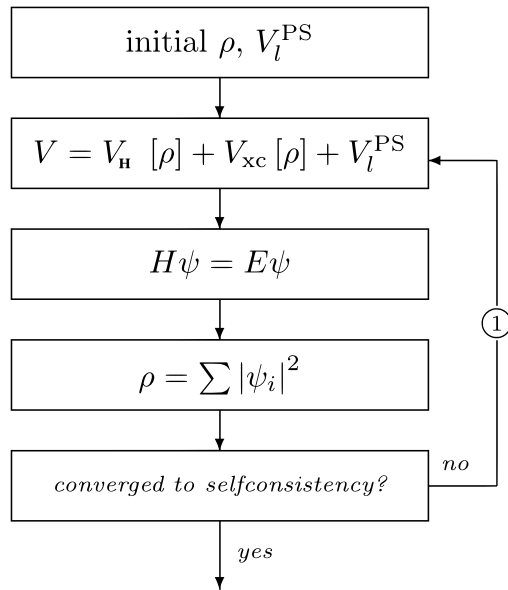 initial ρ, V_l^PS
V = V_H [ρ] + V_xc [ρ] + V_l^PS
Hψ = Eψ
①
ρ = ∑ |ψ_i|^2
no
converged to selfconsistency?
yes